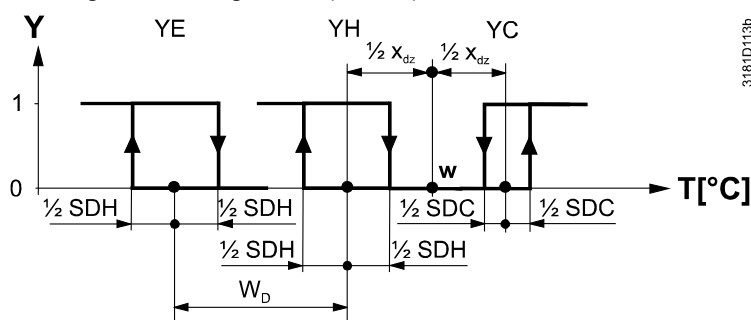 Y YE YH YC
½ x_dz ½ x_dz
3181D113b
1
w
0
T[°C]
½ SDH ½ SDH ½ SDC ½ SDC
½ SDH ½ SDH
W_D